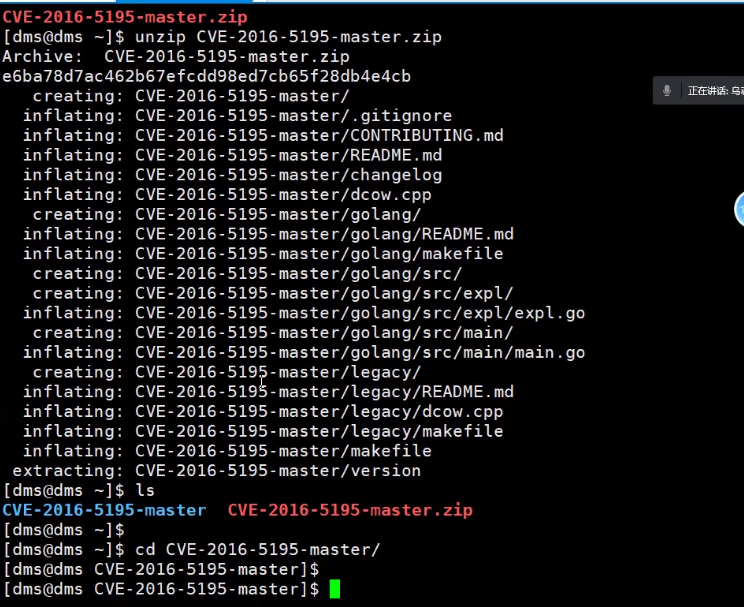 CVE-2016-5195-master.zip
[dms@dms ~]$ unzip CVE-2016-5195-master.zip
Archive:  CVE-2016-5195-master.zip
e6ba78d7ac462b67efcdd98ed7cb65f28db4e4cb
   creating: CVE-2016-5195-master/
  inflating: CVE-2016-5195-master/.gitignore
  inflating: CVE-2016-5195-master/CONTRIBUTING.md
  inflating: CVE-2016-5195-master/README.md
  inflating: CVE-2016-5195-master/changelog
  inflating: CVE-2016-5195-master/dcow.cpp
   creating: CVE-2016-5195-master/golang/
  inflating: CVE-2016-5195-master/golang/README.md
  inflating: CVE-2016-5195-master/golang/makefile
   creating: CVE-2016-5195-master/golang/src/
   creating: CVE-2016-5195-master/golang/src/expl/
  inflating: CVE-2016-5195-master/golang/src/expl/expl.go
   creating: CVE-2016-5195-master/golang/src/main/
  inflating: CVE-2016-5195-master/golang/src/main/main.go
   creating: CVE-2016-5195-master/legacy/
  inflating: CVE-2016-5195-master/legacy/README.md
  inflating: CVE-2016-5195-master/legacy/dcow.cpp
  inflating: CVE-2016-5195-master/legacy/makefile
  inflating: CVE-2016-5195-master/makefile
 extracting: CVE-2016-5195-master/version
[dms@dms ~]$ ls
CVE-2016-5195-master  CVE-2016-5195-master.zip
[dms@dms ~]$
[dms@dms ~]$ cd CVE-2016-5195-master/
[dms@dms CVE-2016-5195-master]$
[dms@dms CVE-2016-5195-master]$
正在讲话: 乌